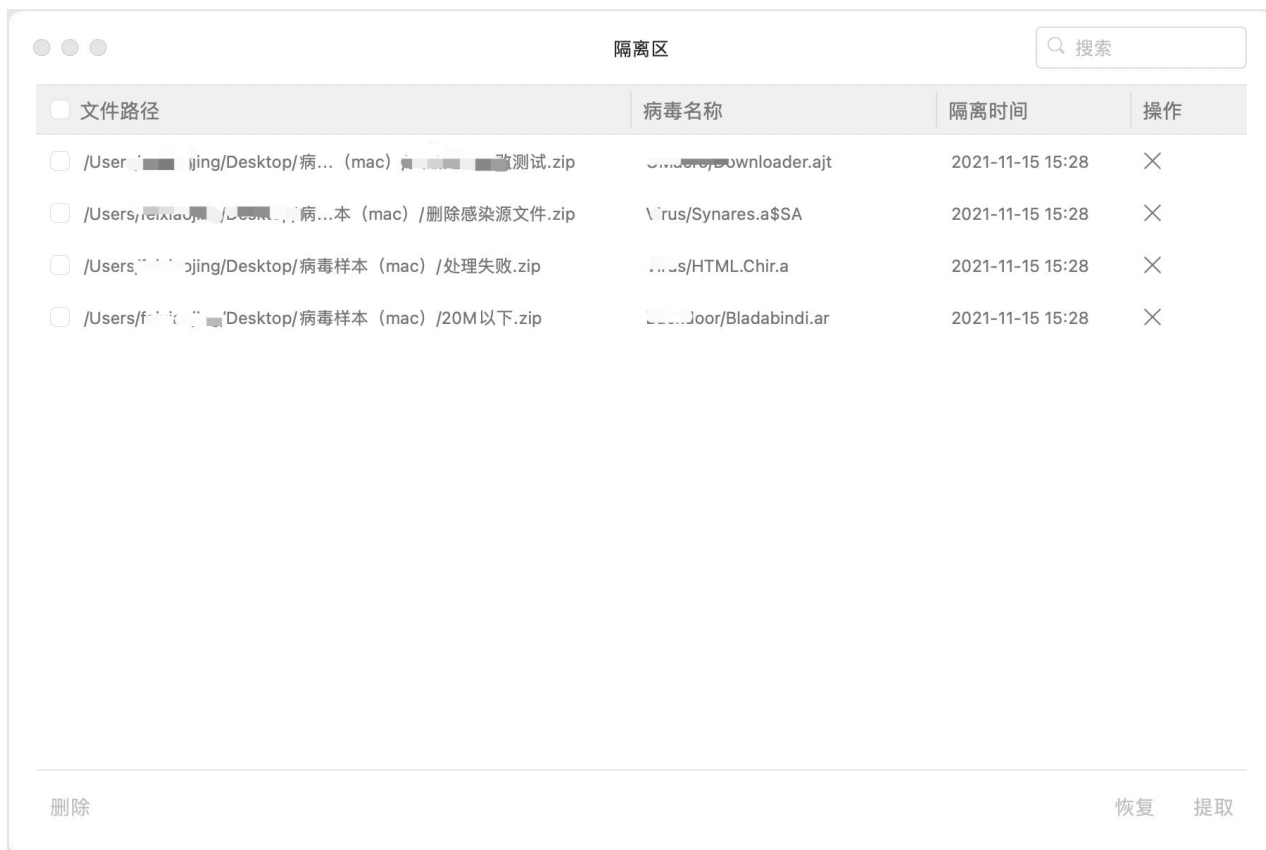 隔离区
搜索
文件路径 病毒名称 隔离时间 操作
/User jing/Desktop/病...（mac） 测试.zip Downloader.ajt 2021-11-15 15:28
/Users/ 病...本（mac）/删除感染源文件.zip Virus/Synares.a$SA 2021-11-15 15:28
/Users jing/Desktop/病毒样本（mac）/处理失败.zip /HTML.Chir.a 2021-11-15 15:28
/Users/ Desktop/病毒样本（mac）/20M以下.zip door/Bladabindi.ar 2021-11-15 15:28
删除 恢复 提取